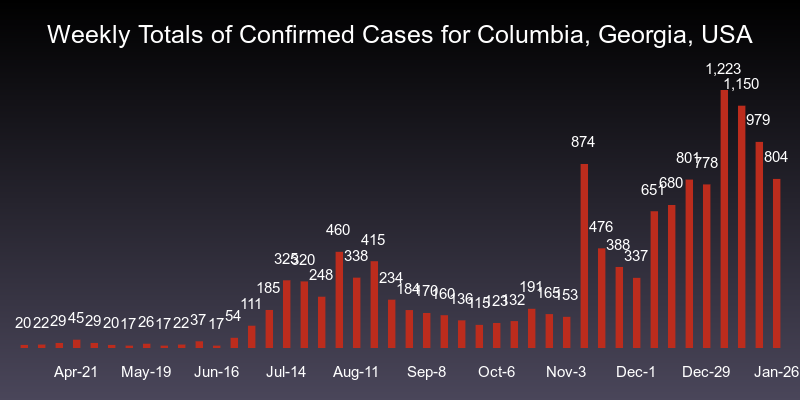 Weekly Totals of Confirmed Cases for Columbia, Georgia, USA
20 22 29 45 29 20 17 26 17 22 37 17 54 111 185 325 320 248 460 338 415 234 184 170 160 136 115 123 132 191 165 153 874 476 388 337 651 680 801 778 1,223 1,150 979 804
Apr-21 May-19 Jun-16 Jul-14 Aug-11 Sep-8 Oct-6 Nov-3 Dec-1 Dec-29 Jan-26